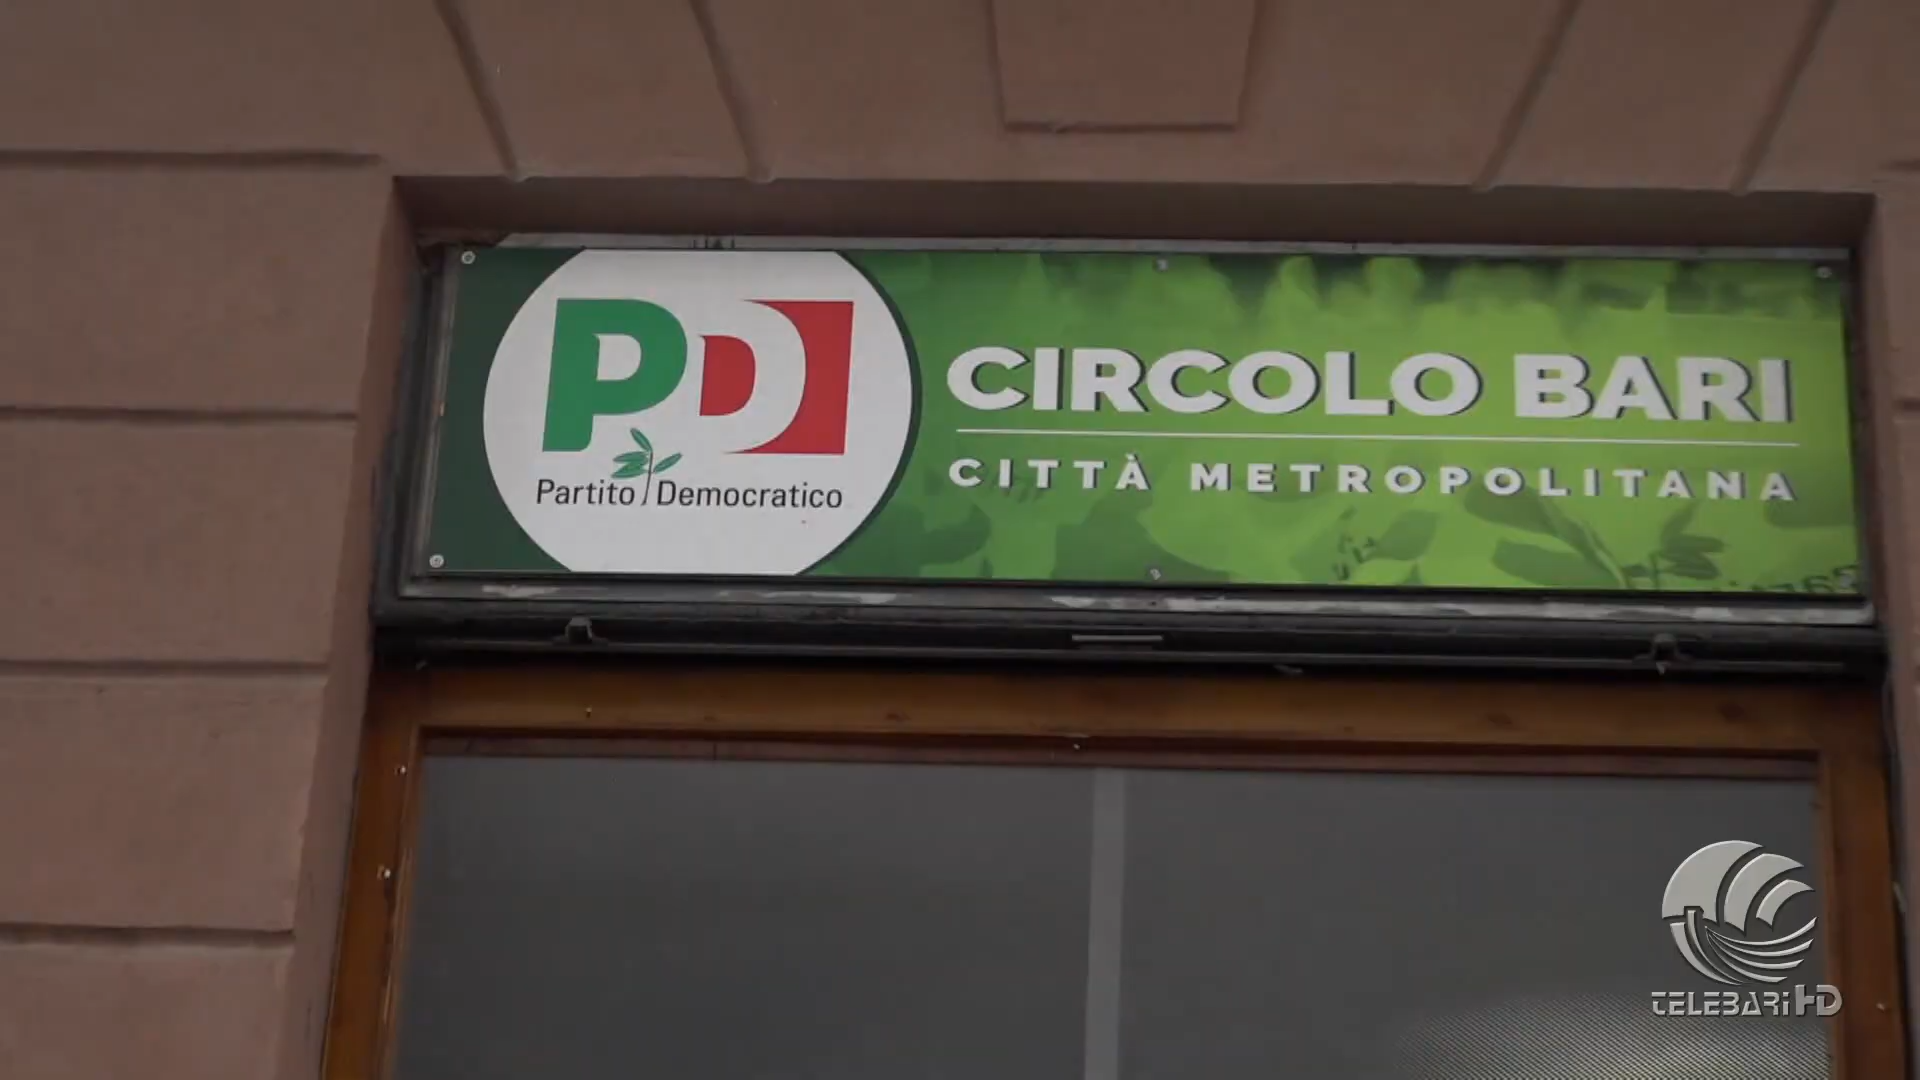 PD
Partito Democratico
CIRCOLO BARI
CITTÀ METROPOLITANA
TELEBARI HD